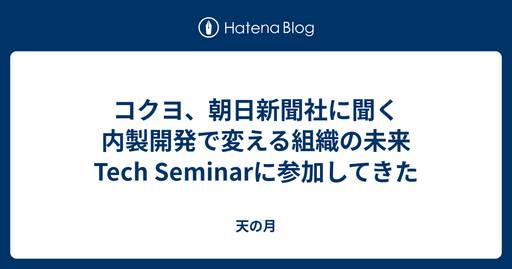 Hatena Blog
コクヨ、朝日新聞社に聞く
内製開発で変える組織の未来
Tech Seminarに参加してきた
天の月